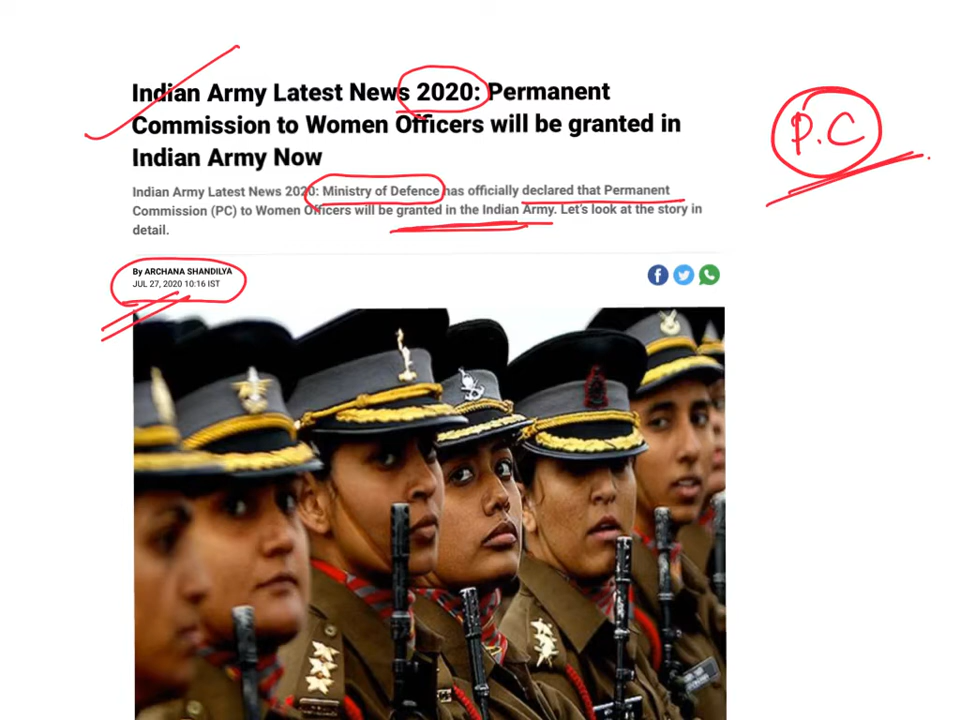 Indian Army Latest News 2020: Permanent
Commission to Women Officers will be granted in
Indian Army Now
P.C
Indian Army Latest News 2020: Ministry of Defence has officially declared that Permanent
Commission (PC) to Women Officers will be granted in the Indian Army. Let's look at the story in
detail.
By ARCHANA SHANDILYA
JUL 27, 2020 10:16 IST